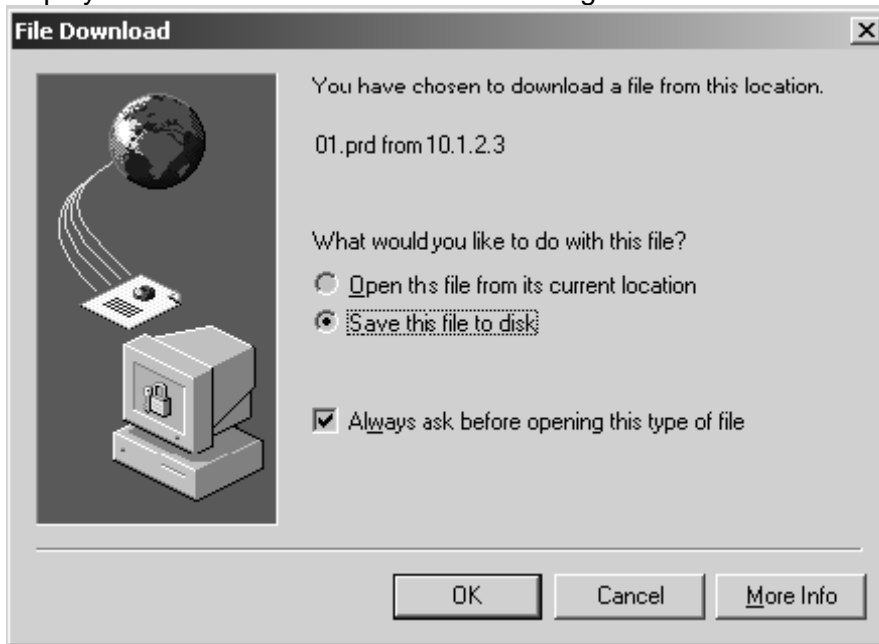 File Download
You have chosen to download a file from this location.
01.prd from 10.1.2.3
What would you like to do with this file?
Open ths file from its current location
Save this file to disk
Always ask before opening this type of file
OK Cancel More Info